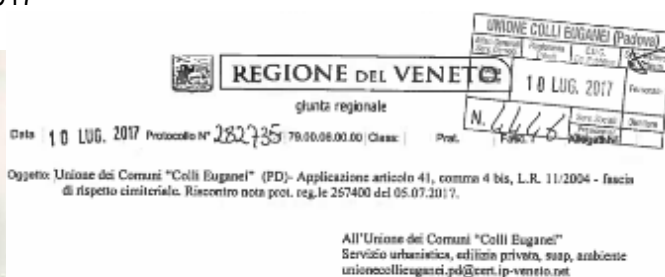 UNIONE COLLI EUGANEI (Padova)
10 LUG. 2017
N. 4446
REGIONE DEL VENETO
giunta regionale
Data 10 LUG. 2017 Protocollo N° 282735 79.00.06.00.00 Class: Prat. Fasc. Allegati N°
Oggetto: Unione dei Comuni "Colli Euganei" (PD)- Applicazione articolo 41, comma 4 bis, L.R. 11/2004 - fascia
di rispetto cimiteriale. Riscontro nota prot. reg.le 267400 del 05.07.2017.
All'Unione dei Comuni "Colli Euganei"
Servizio urbanistica, edilizia privata, suap, ambiente
unionecollieuganei.pd@cert.ip-veneto.net